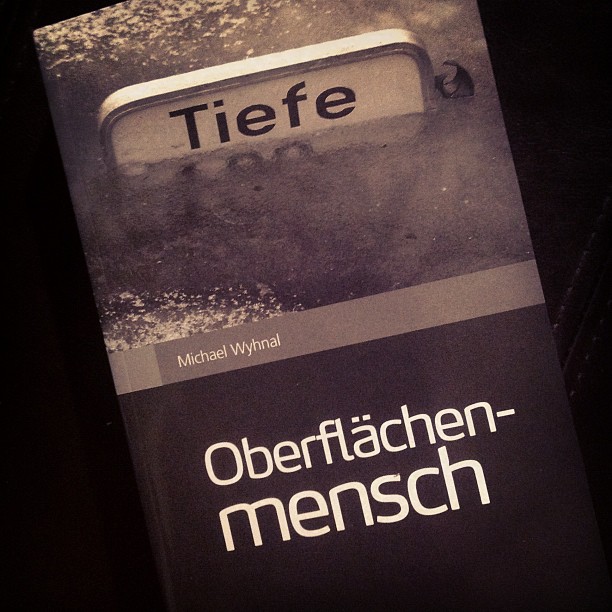 Tiefe
Michael Wyhnal
Oberflächen-
mensch